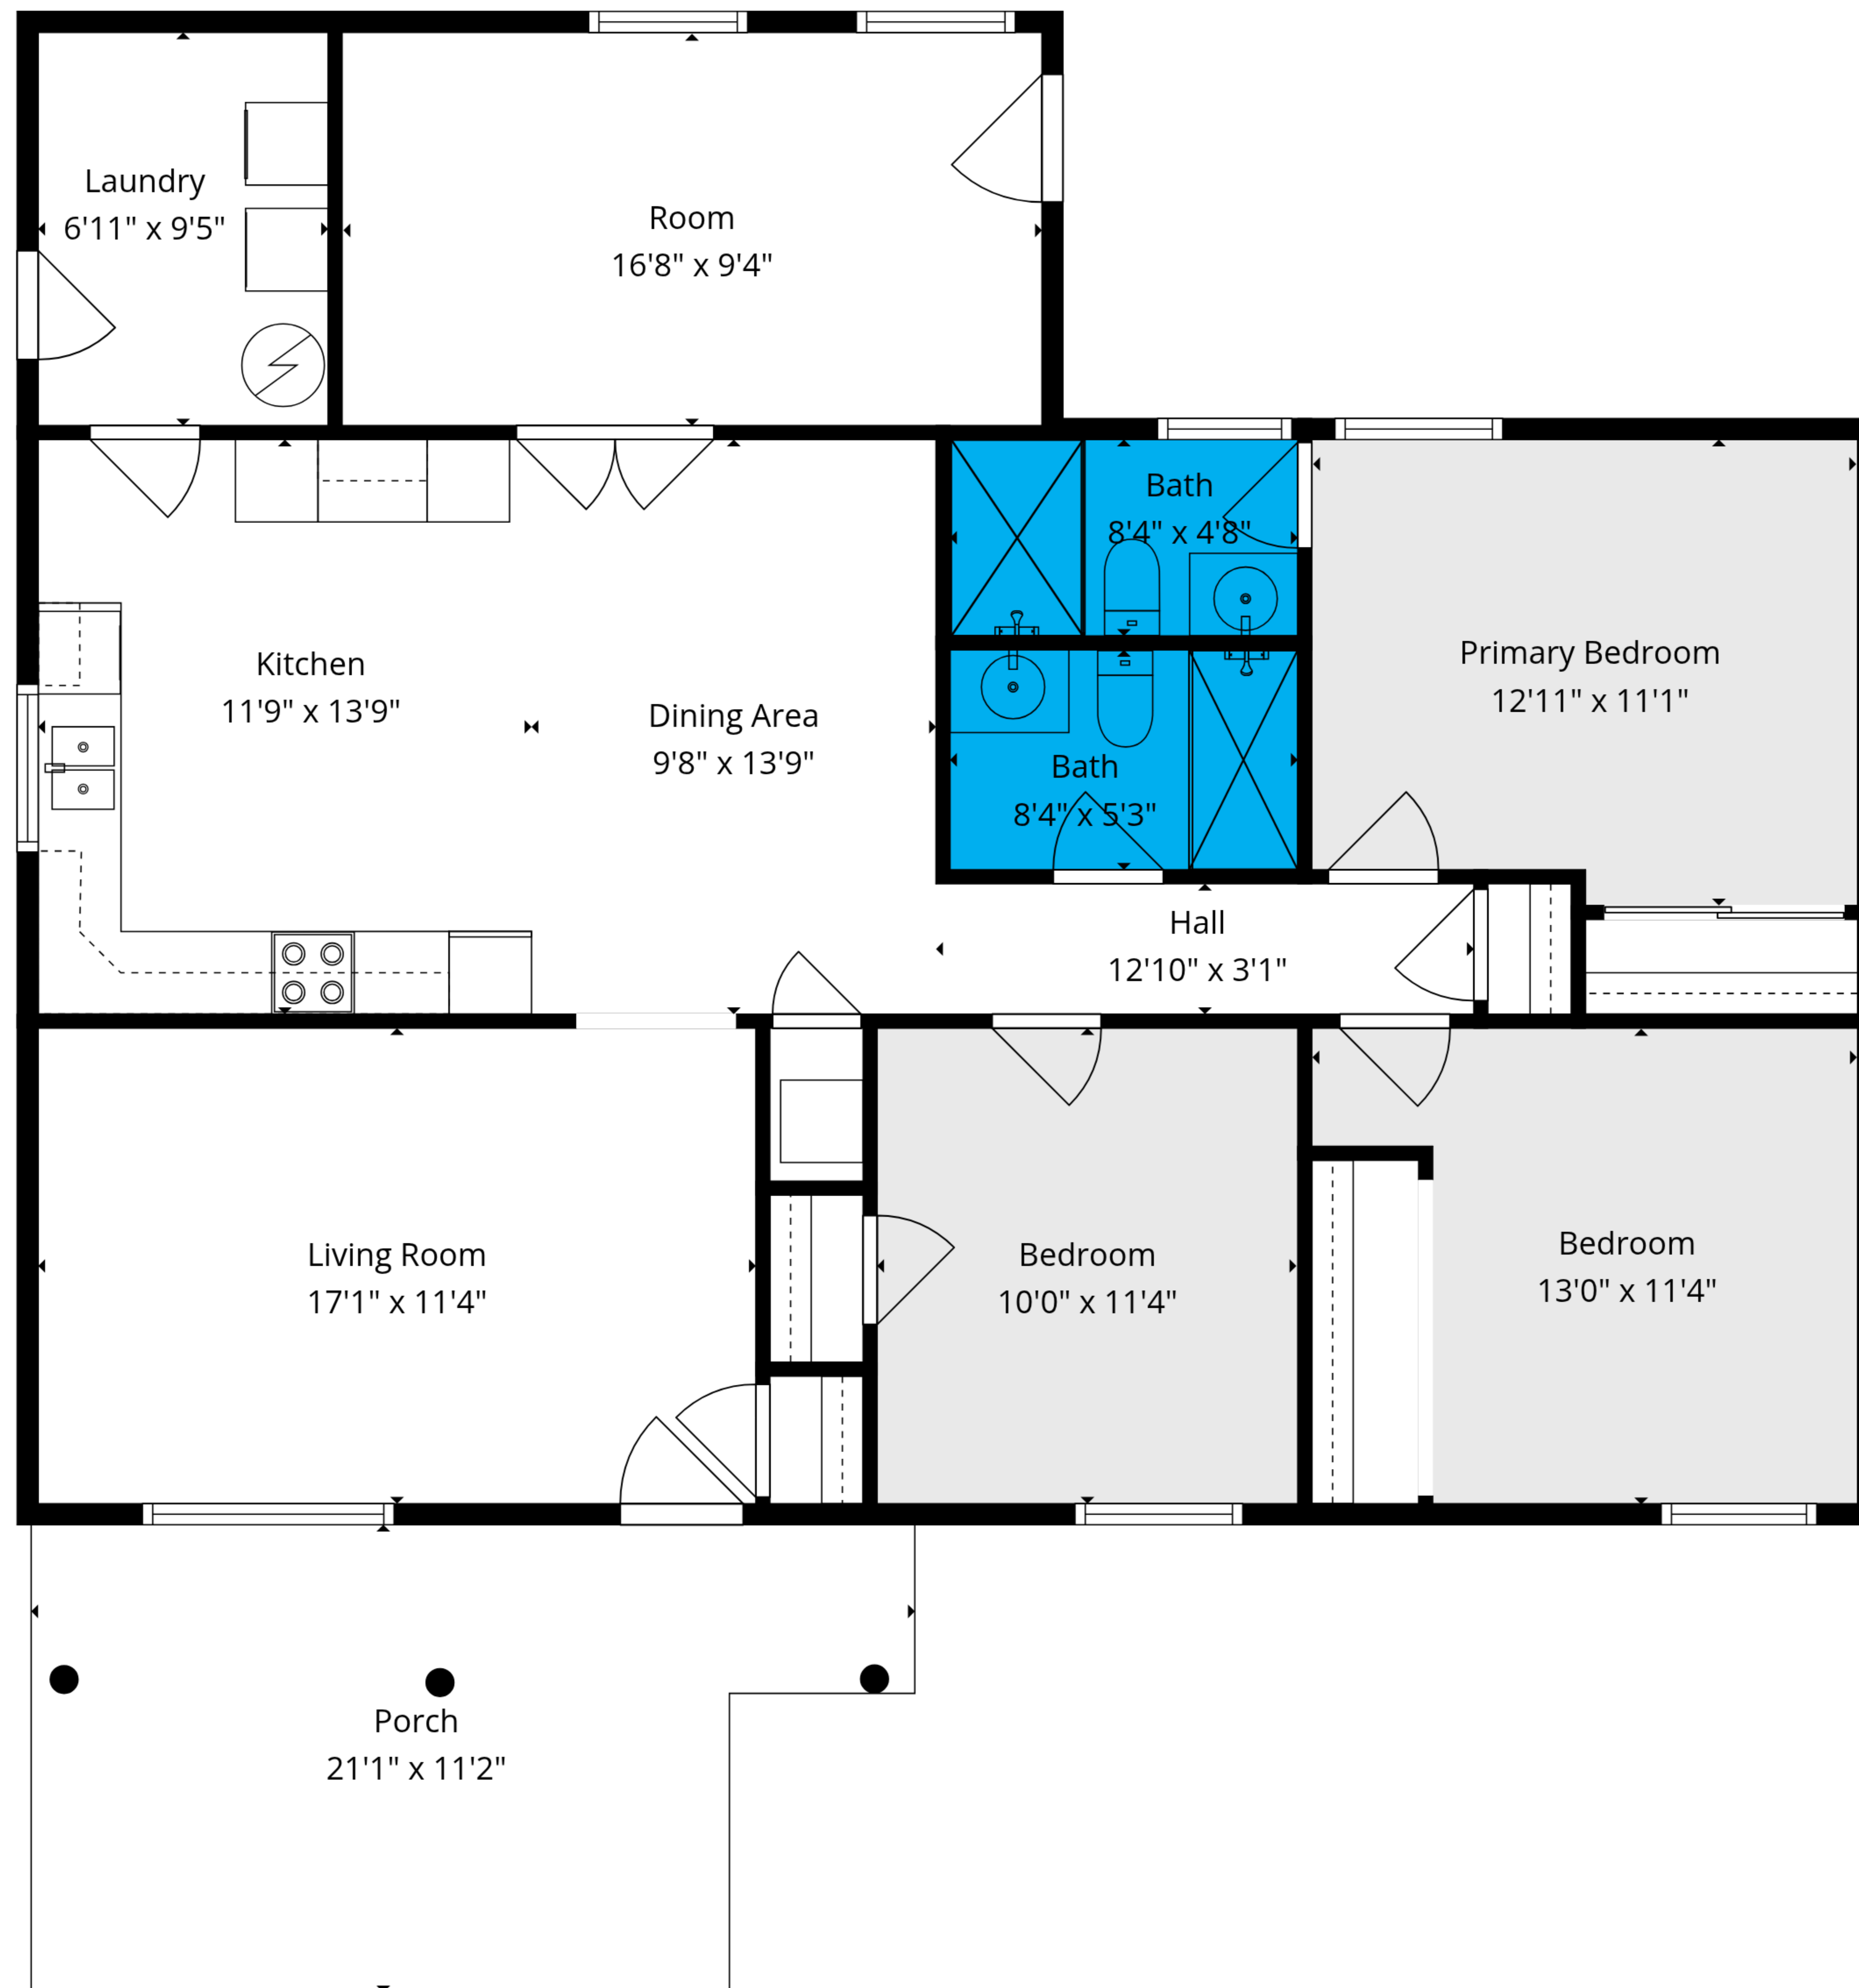 Laundry
6'11" x 9'5"
Room
16'8" x 9'4"
Bath
8'4" x 4'8"
Kitchen
11'9" x 13'9"
Dining Area
9'8" x 13'9"
Primary Bedroom
12'11" x 11'1"
Bath
8'4" x 5'3"
Hall
12'10" x 3'1"
Living Room
17'1" x 11'4"
Bedroom
10'0" x 11'4"
Bedroom
13'0" x 11'4"
Porch
21'1" x 11'2"